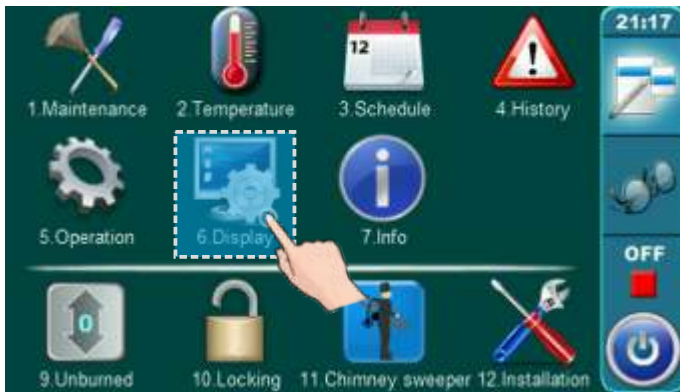 21:17
12
1.Maintenance 2.Temperature 3.Schedule 4.History
5.Operation 6.Display 7.Info
OFF
0
9.Unburned 10.Locking 11.Chimney sweeper 12.Installation